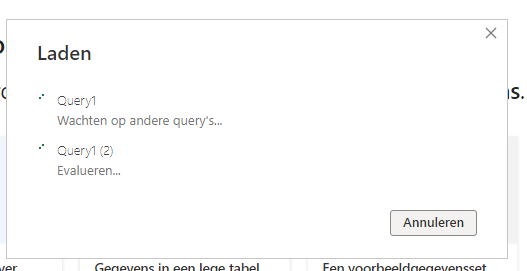 Laden
Query1
Wachten op andere query's...
Query1 (2)
Evalueren...
Annuleren
Gegevens in een lege tabel
Een voorbeeldgegevensset